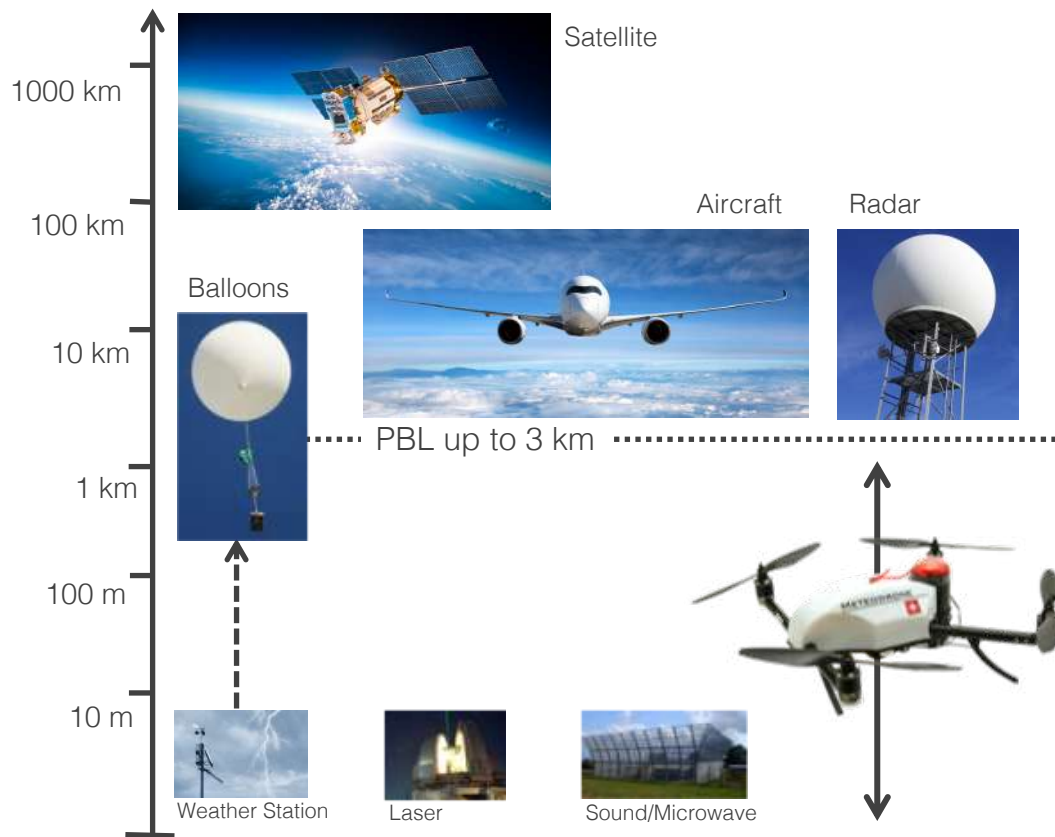 Satellite
1000 km
100 km
Aircraft
Radar
Balloons
10 km
PBL up to 3 km
1 km
100 m
METEODRONE
10 m
Weather Station
Laser
Sound/Microwave